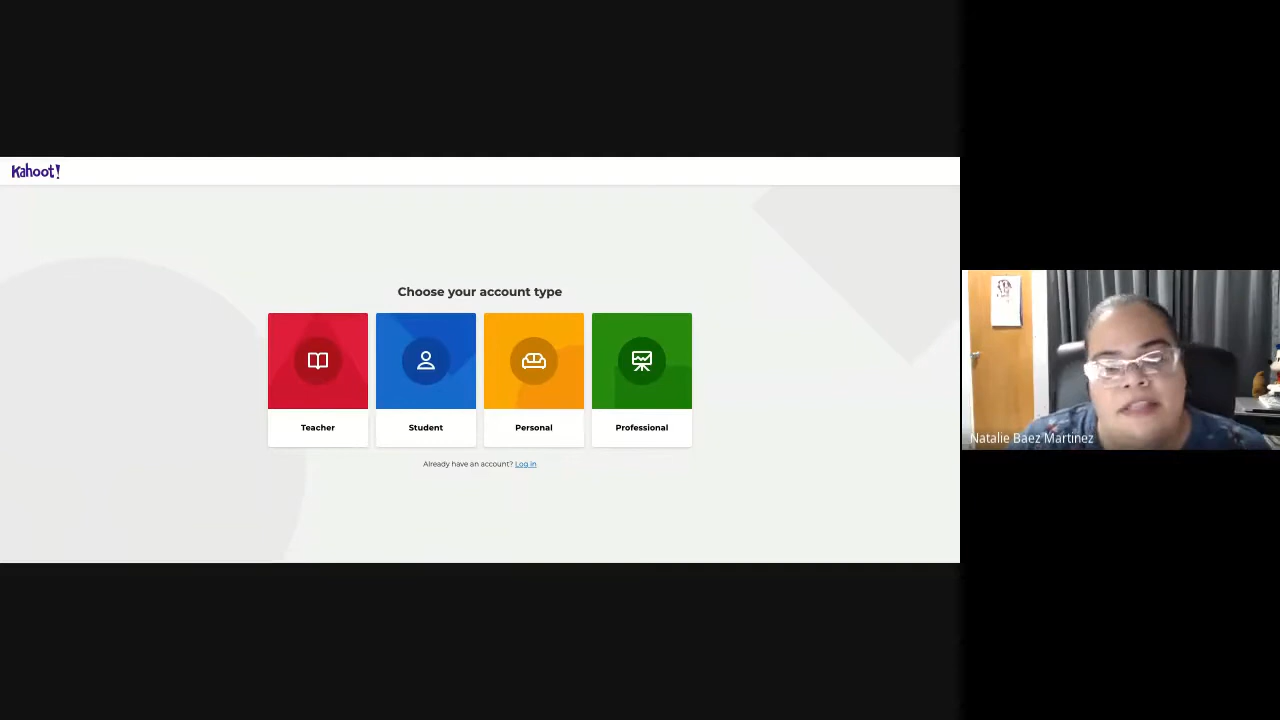 Kahoot!
Choose your account type
Teacher
Student
Personal
Professional
Already have an account? Log in
Natalie Baez Martinez